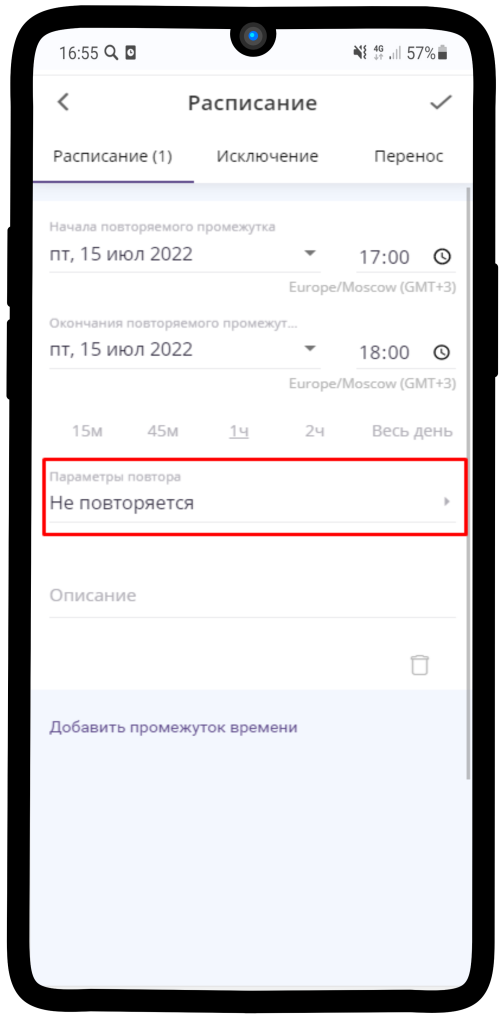 16:55 4G 57%
Расписание
Расписание (1) Исключение Перенос
Начала повторяемого промежутка
пт, 15 июл 2022 17:00
Europe/Moscow (GMT+3)
Окончания повторяемого промежут...
пт, 15 июл 2022 18:00
Europe/Moscow (GMT+3)
15м 45м 1ч 2ч Весь день
Параметры повтора
Не повторяется
Описание
Добавить промежуток времени